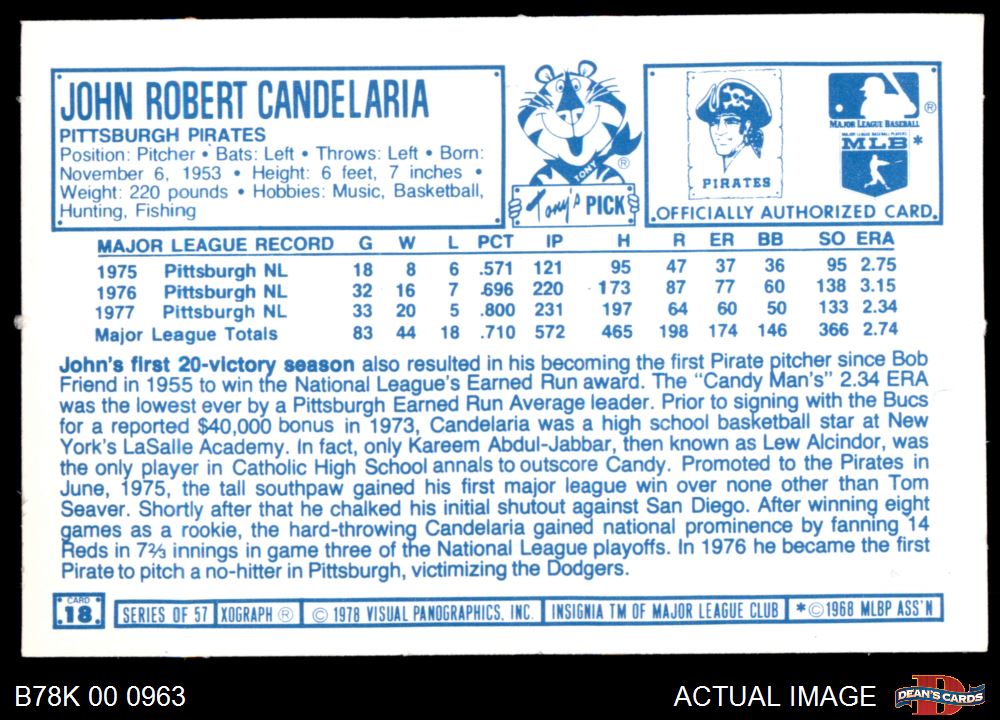 JOHN ROBERT CANDELARIA
PITTSBURGH PIRATES
Position: Pitcher • Bats: Left • Throws: Left • Born:
November 6, 1953 • Height: 6 feet, 7 inches •
Weight: 220 pounds • Hobbies: Music, Basketball,
Hunting, Fishing
TONY ®
Tony's PICK
PIRATES
®
MAJOR LEAGUE BASEBALL
MAJOR LEAGUE BASEBALL PLAYERS
MLB *
OFFICIALLY AUTHORIZED CARD
MAJOR LEAGUE RECORD G W L PCT IP H R ER BB SO ERA
1975 Pittsburgh NL 18 8 6 .571 121 95 47 37 36 95 2.75
1976 Pittsburgh NL 32 16 7 .696 220 173 87 77 60 138 3.15
1977 Pittsburgh NL 33 20 5 .800 231 197 64 60 50 133 2.34
Major League Totals 83 44 18 .710 572 465 198 174 146 366 2.74
John's first 20-victory season also resulted in his becoming the first Pirate pitcher since Bob
Friend in 1955 to win the National League's Earned Run award. The "Candy Man's" 2.34 ERA
was the lowest ever by a Pittsburgh Earned Run Average leader. Prior to signing with the Bucs
for a reported $40,000 bonus in 1973, Candelaria was a high school basketball star at New
York's LaSalle Academy. In fact, only Kareem Abdul-Jabbar, then known as Lew Alcindor, was
the only player in Catholic High School annals to outscore Candy. Promoted to the Pirates in
June, 1975, the tall southpaw gained his first major league win over none other than Tom
Seaver. Shortly after that he chalked his initial shutout against San Diego. After winning eight
games as a rookie, the hard-throwing Candelaria gained national prominence by fanning 14
Reds in 7⅔ innings in game three of the National League playoffs. In 1976 he became the first
Pirate to pitch a no-hitter in Pittsburgh, victimizing the Dodgers.
CARD
18
SERIES OF 57 XOGRAPH ® © 1978 VISUAL PANOGRAPHICS, INC. INSIGNIA TM OF MAJOR LEAGUE CLUB *©1968 MLBP ASS'N
B78K 00 0963
ACTUAL IMAGE
DEAN'S CARDS